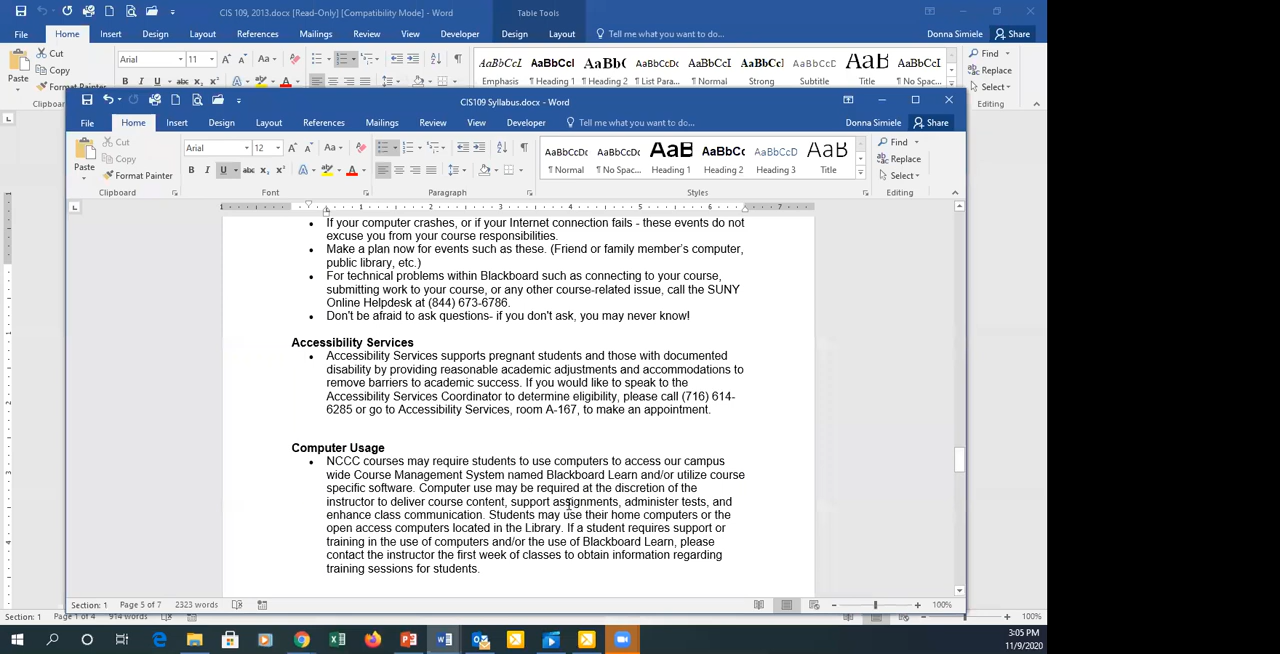 CIS 109, 2013.docx [Read-Only] [Compatibility Mode] - Word
Table Tools
File Home Insert Design Layout References Mailings Review View Developer Design Layout Tell me what you want to do... Donna Simiele Share
Cut
Copy
Format Painter
Paste
Clipboard
Arial 11
AaBbCcI AaBbCcDc AaBb( AaBbCcDc AaBbCcI AaBbCcI AaBbCcDd AaB AaBbCcI
Emphasis ¶ Heading 1 ¶ Heading 2 ¶ List Para... ¶ Normal Strong Subtitle Title ¶ No Spac...
Find
Replace
Select
Editing
CIS109 Syllabus.docx - Word
File Home Insert Design Layout References Mailings Review View Developer Tell me what you want to do... Donna Simiele Share
Cut
Copy
Format Painter
Paste
Clipboard
Arial 12
Font
Paragraph
AaBbCcDc AaBbCcDc AaB AaBbCc AaBbCcD AaB
¶ Normal ¶ No Spac... Heading 1 Heading 2 Heading 3 Title
Styles
Find
Replace
Select
Editing
If your computer crashes, or if your Internet connection fails - these events do not
excuse you from your course responsibilities.
Make a plan now for events such as these. (Friend or family member's computer,
public library, etc.)
For technical problems within Blackboard such as connecting to your course,
submitting work to your course, or any other course-related issue, call the SUNY
Online Helpdesk at (844) 673-6786.
Don't be afraid to ask questions- if you don't ask, you may never know!
Accessibility Services
Accessibility Services supports pregnant students and those with documented
disability by providing reasonable academic adjustments and accommodations to
remove barriers to academic success. If you would like to speak to the
Accessibility Services Coordinator to determine eligibility, please call (716) 614-
6285 or go to Accessibility Services, room A-167, to make an appointment.
Computer Usage
NCCC courses may require students to use computers to access our campus
wide Course Management System named Blackboard Learn and/or utilize course
specific software. Computer use may be required at the discretion of the
instructor to deliver course content, support assignments, administer tests, and
enhance class communication. Students may use their home computers or the
open access computers located in the Library. If a student requires support or
training in the use of computers and/or the use of Blackboard Learn, please
contact the instructor the first week of classes to obtain information regarding
training sessions for students.
Section: 1 Page 5 of 7 2323 words 100%
Section: 1 Page 1 of 4 914 words 100%
3:05 PM
11/9/2020